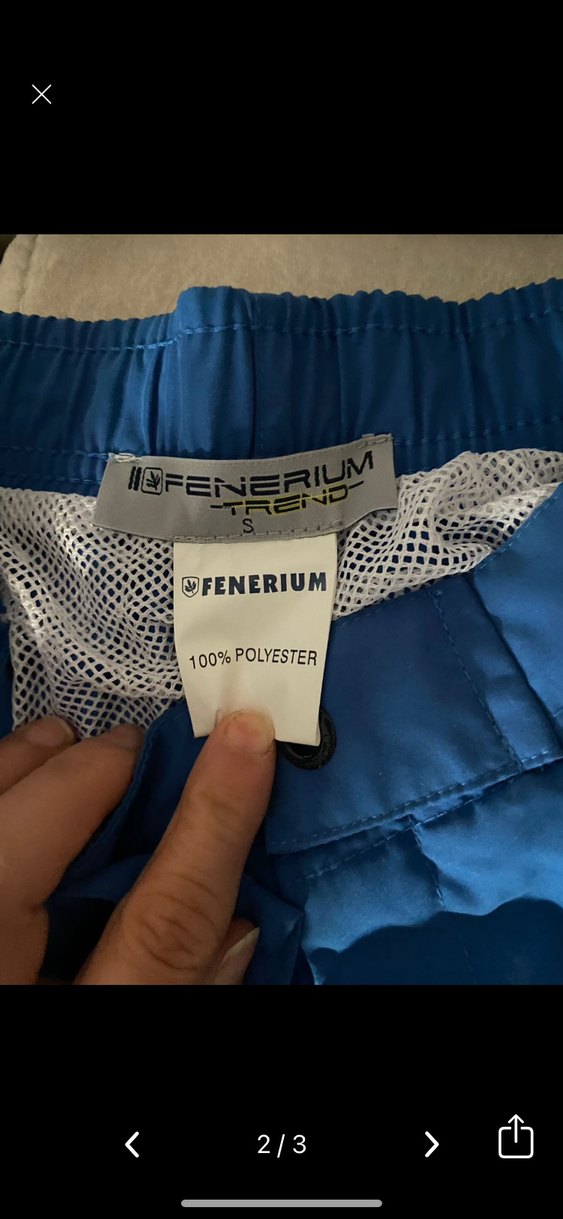 FENERIUM
TREND
S
FENERIUM
100% POLYESTER
2 / 3